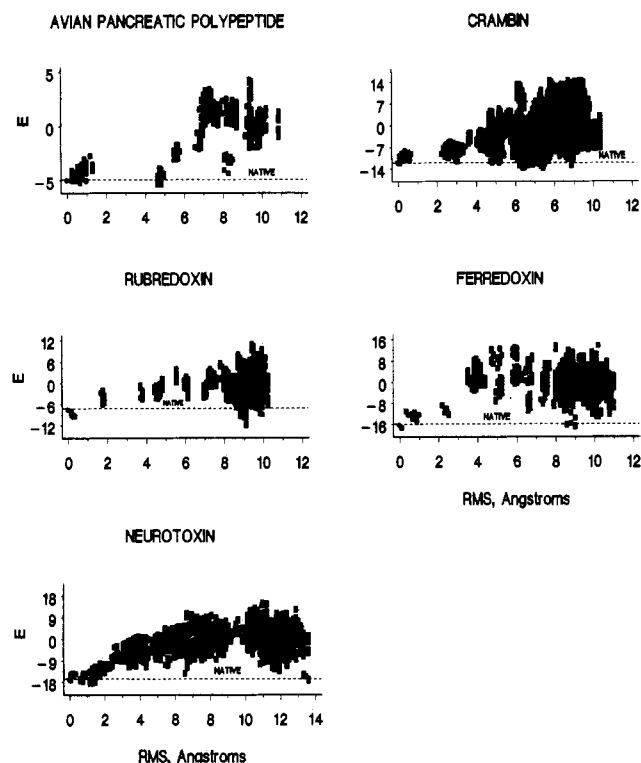 AVIAN PANCREATIC POLYPEPTIDE
CRAMBIN
5
0
-5
E
NATIVE
0 2 4 6 8 10 12
14
7
0
-7
-14
NATIVE
0 2 4 6 8 10 12
RUBREDOXIN
FERREDOXIN
12
6
0
-6
-12
E
NATIVE
0 2 4 6 8 10 12
16
8
0
-8
-16
NATIVE
0 2 4 6 8 10 12
RMS, Angstroms
NEUROTOXIN
18
9
0
-9
-18
E
NATIVE
0 2 4 6 8 10 12 14
RMS, Angstroms